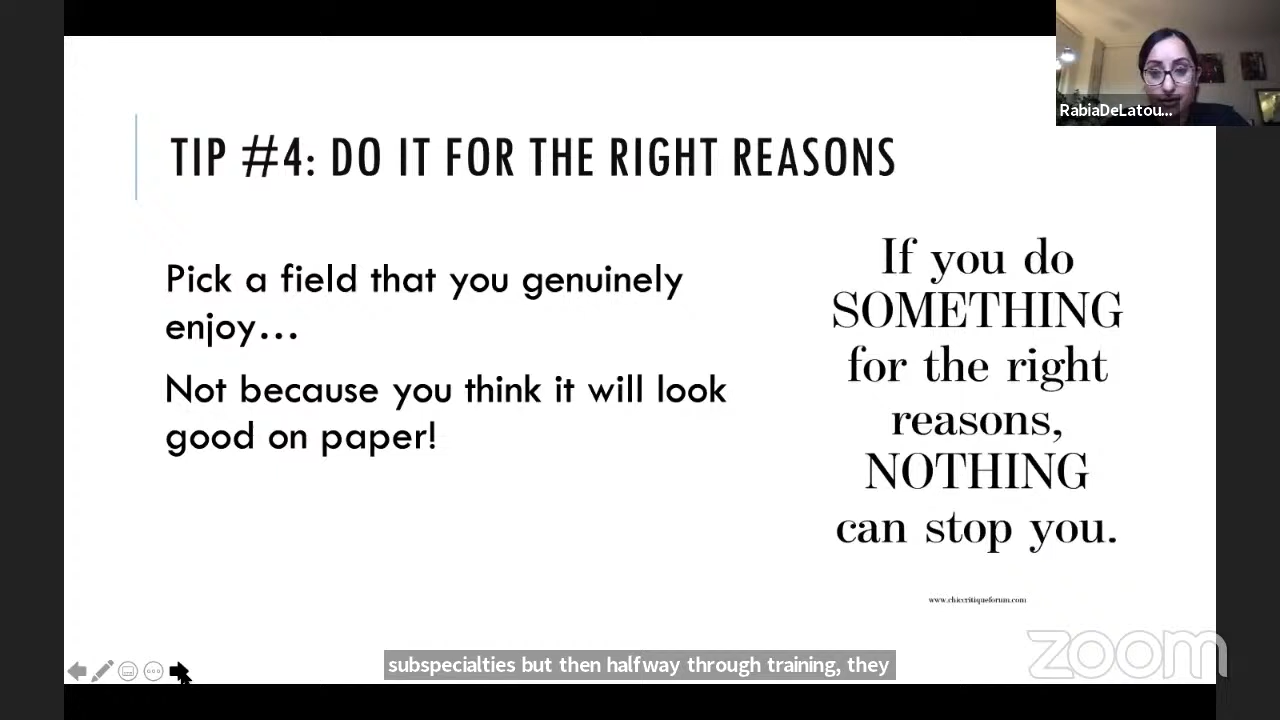 RabiaDeLatou...
TIP #4: DO IT FOR THE RIGHT REASONS
Pick a field that you genuinely
enjoy...
Not because you think it will look
good on paper!
If you do
SOMETHING
for the right
reasons,
NOTHING
can stop you.
www.chiccritiqueforum.com
zoom
subspecialties but then halfway through training, they